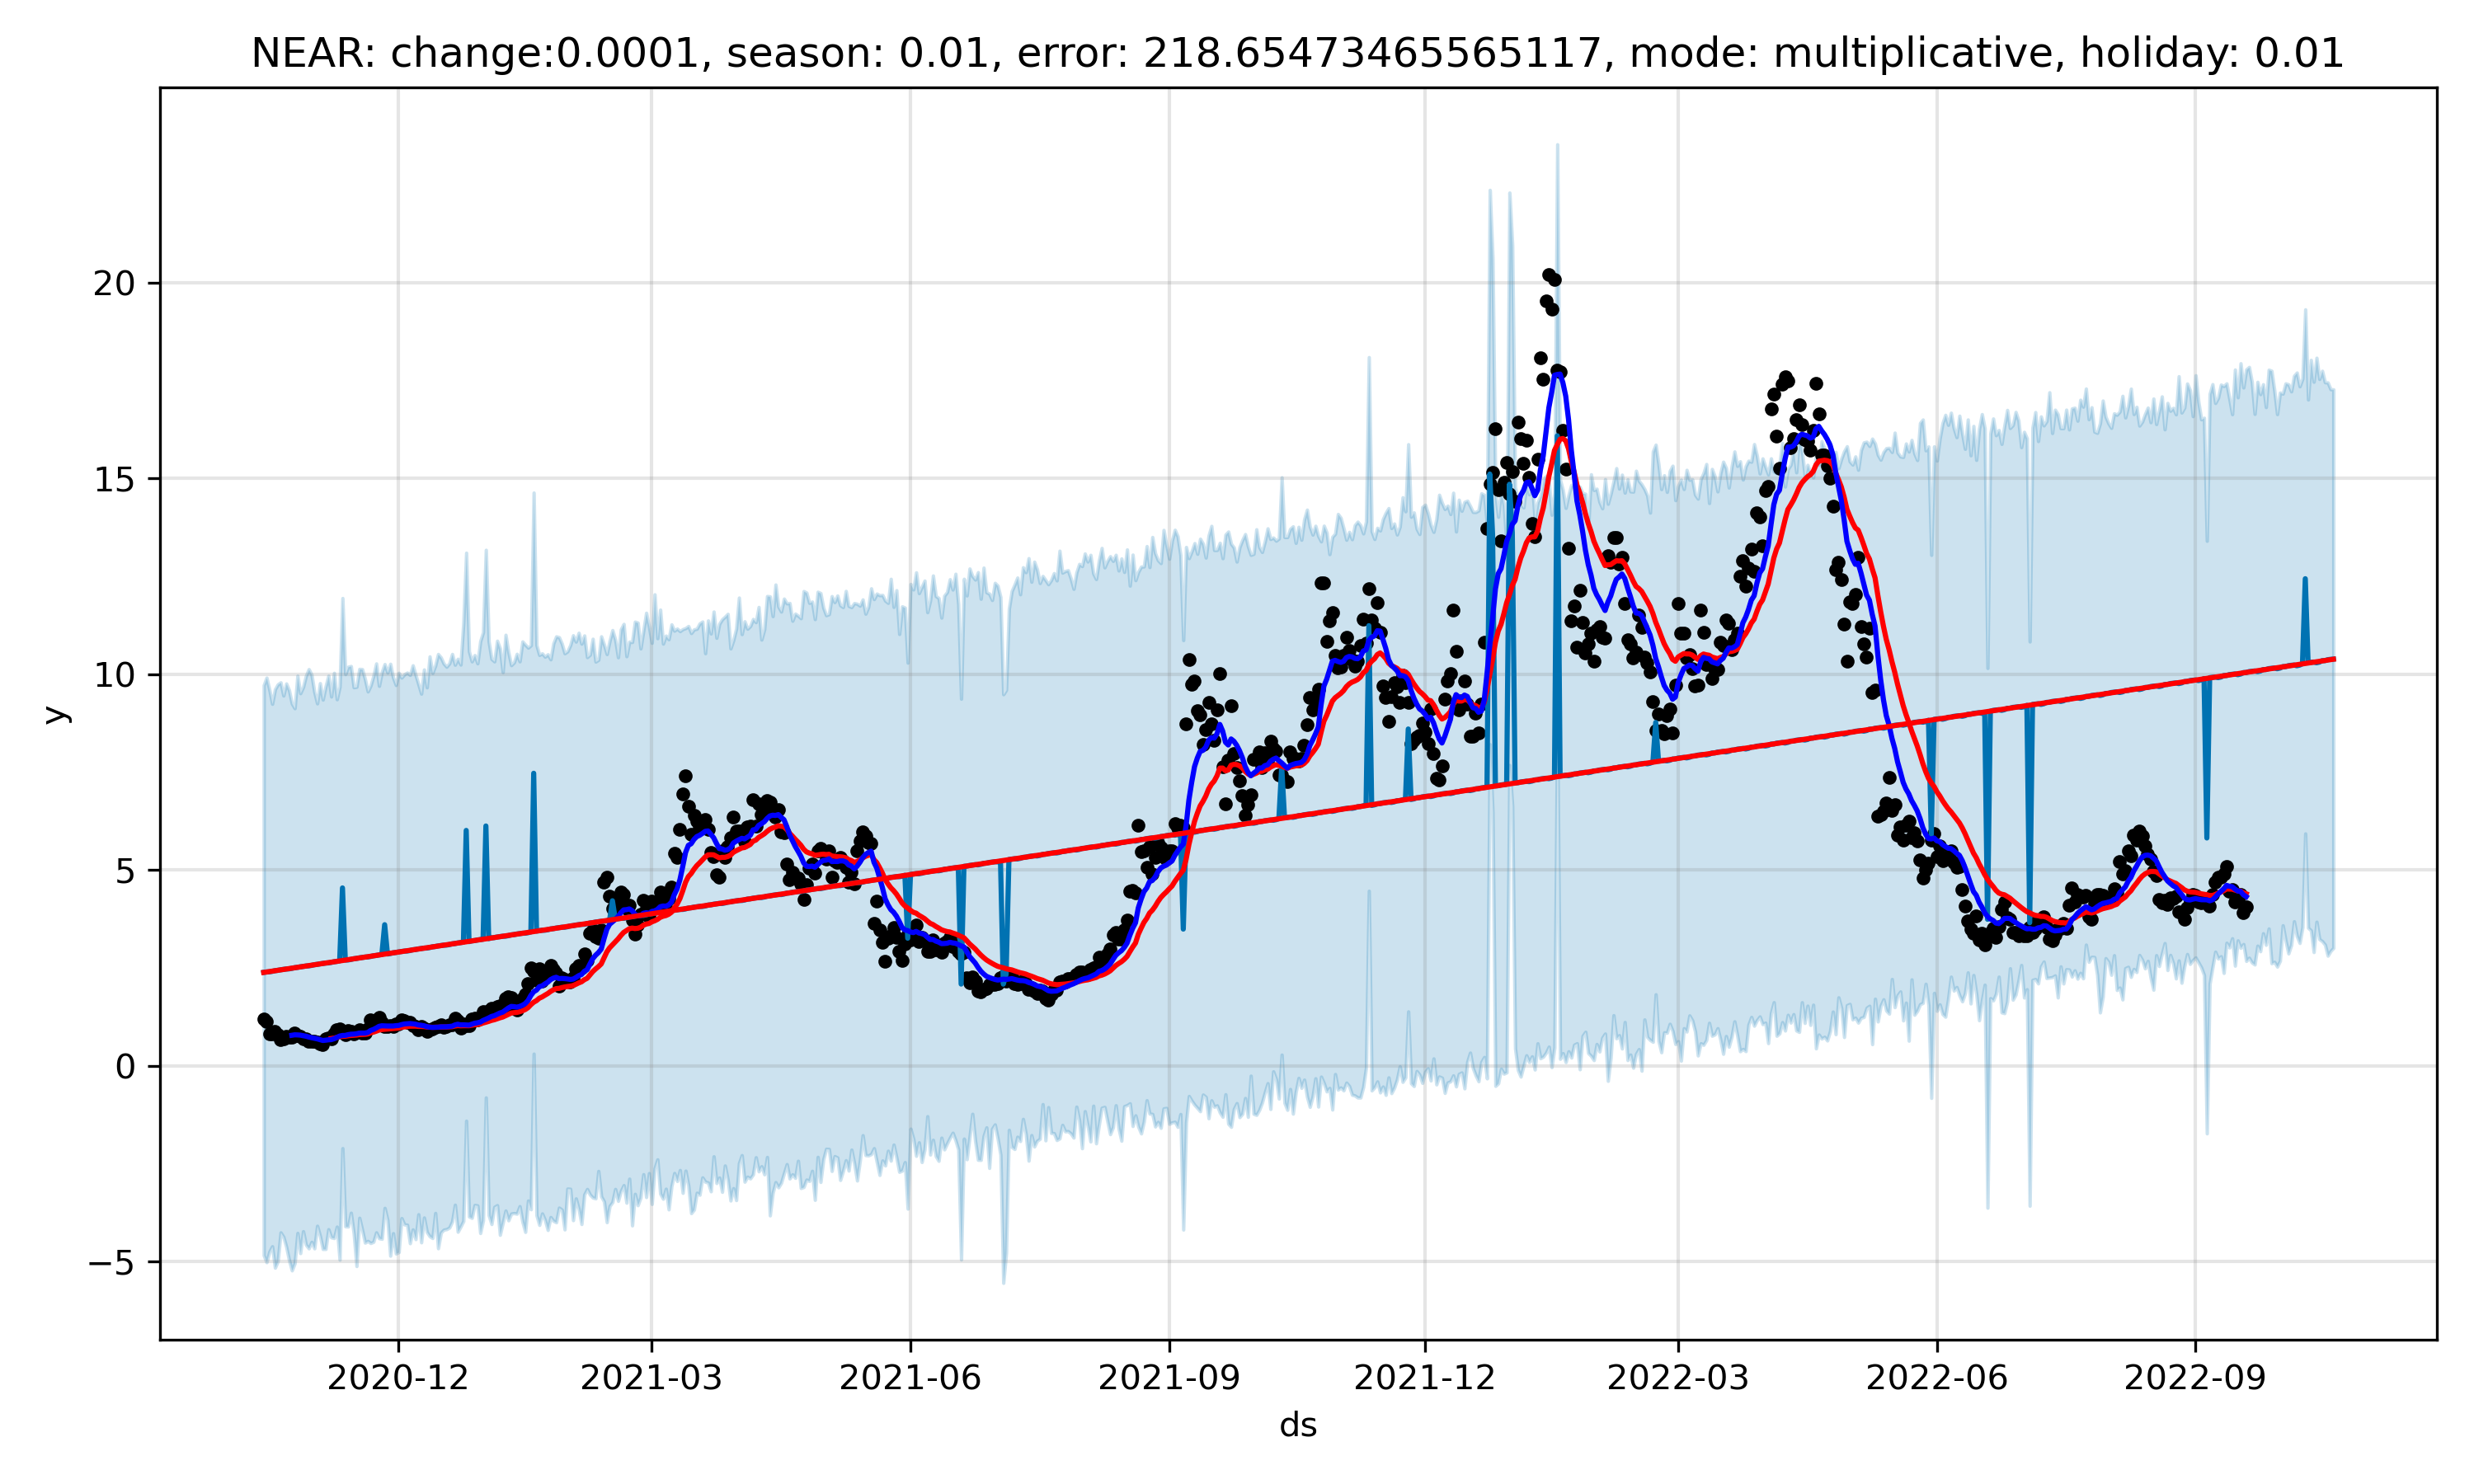 NEAR: change:0.0001, season: 0.01, error: 218.65473465565117, mode: multiplicative, holiday: 0.01
y
20
15
10
5
0
−5
2020-12 2021-03 2021-06 2021-09 2021-12 2022-03 2022-06 2022-09
ds